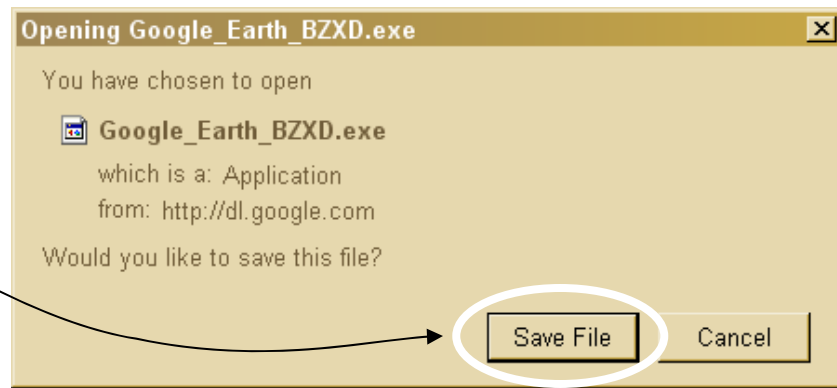 Opening Google_Earth_BZXD.exe
You have chosen to open
Google_Earth_BZXD.exe
which is a: Application
from: http://dl.google.com
Would you like to save this file?
Save File Cancel